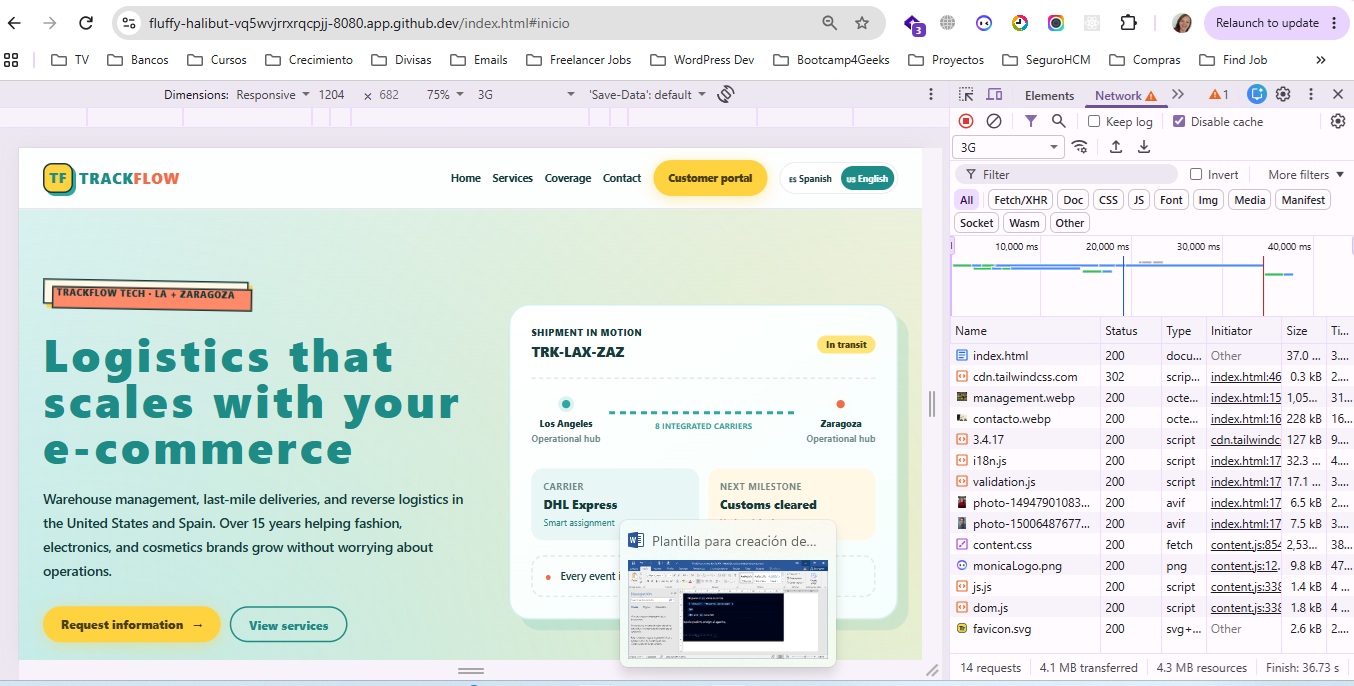 fluffy-halibut-vq5wvjrrxrqcpjj-8080.app.github.dev/index.html#inicio
3
Relaunch to update
TV
Bancos
Cursos
Crecimiento
Divisas
Emails
Freelancer Jobs
WordPress Dev
Bootcamp4Geeks
Proyectos
SeguroHCM
Compras
Find Job
»
Dimensions: Responsive 1204 × 682 75% 3G 'Save-Data': default
TF TRACKFLOW
Home Services Coverage Contact Customer portal ES Spanish US English
TRACKFLOW TECH · LA + ZARAGOZA
Logistics that
scales with your
e-commerce
Warehouse management, last-mile deliveries, and reverse logistics in
the United States and Spain. Over 15 years helping fashion,
electronics, and cosmetics brands grow without worrying about
operations.
Request information →
View services
SHIPMENT IN MOTION
TRK-LAX-ZAZ
In transit
Los Angeles
Operational hub
8 INTEGRATED CARRIERS
Zaragoza
Operational hub
CARRIER
DHL Express
Smart assignment
NEXT MILESTONE
Customs cleared
Every event i
Plantilla para creación de...
Elements Network 1
Keep log Disable cache
3G
Filter Invert More filters
All Fetch/XHR Doc CSS JS Font Img Media Manifest
Socket Wasm Other
10,000 ms 20,000 ms 30,000 ms 40,000 ms
Name Status Type Initiator Size Ti...
index.html 200 docu... Other 37.0 ... 3....
cdn.tailwindcss.com 302 scrip... index.html:46 0.3 kB 2....
management.webp 200 octe... index.html:15 1,05... 31...
contacto.webp 200 octe... index.html:16 228 kB 16...
3.4.17 200 script cdn.tailwindc 127 kB 9....
i18n.js 200 script index.html:17 32.3 ... 4....
validation.js 200 script index.html:17 17.1 ... 3....
photo-14947901083... 200 avif index.html:17 6.5 kB 2....
photo-15006487677... 200 avif index.html:17 7.5 kB 3....
content.css 200 fetch content.js:854 2,53... 38...
monicaLogo.png 200 png content.js:12. 9.8 kB 47...
js.js 200 script content.js:338 1.4 kB 4 ...
dom.js 200 script content.js:338 1.8 kB 4 ...
favicon.svg 200 svg+... Other 2.6 kB 2....
14 requests 4.1 MB transferred 4.3 MB resources Finish: 36.73 s